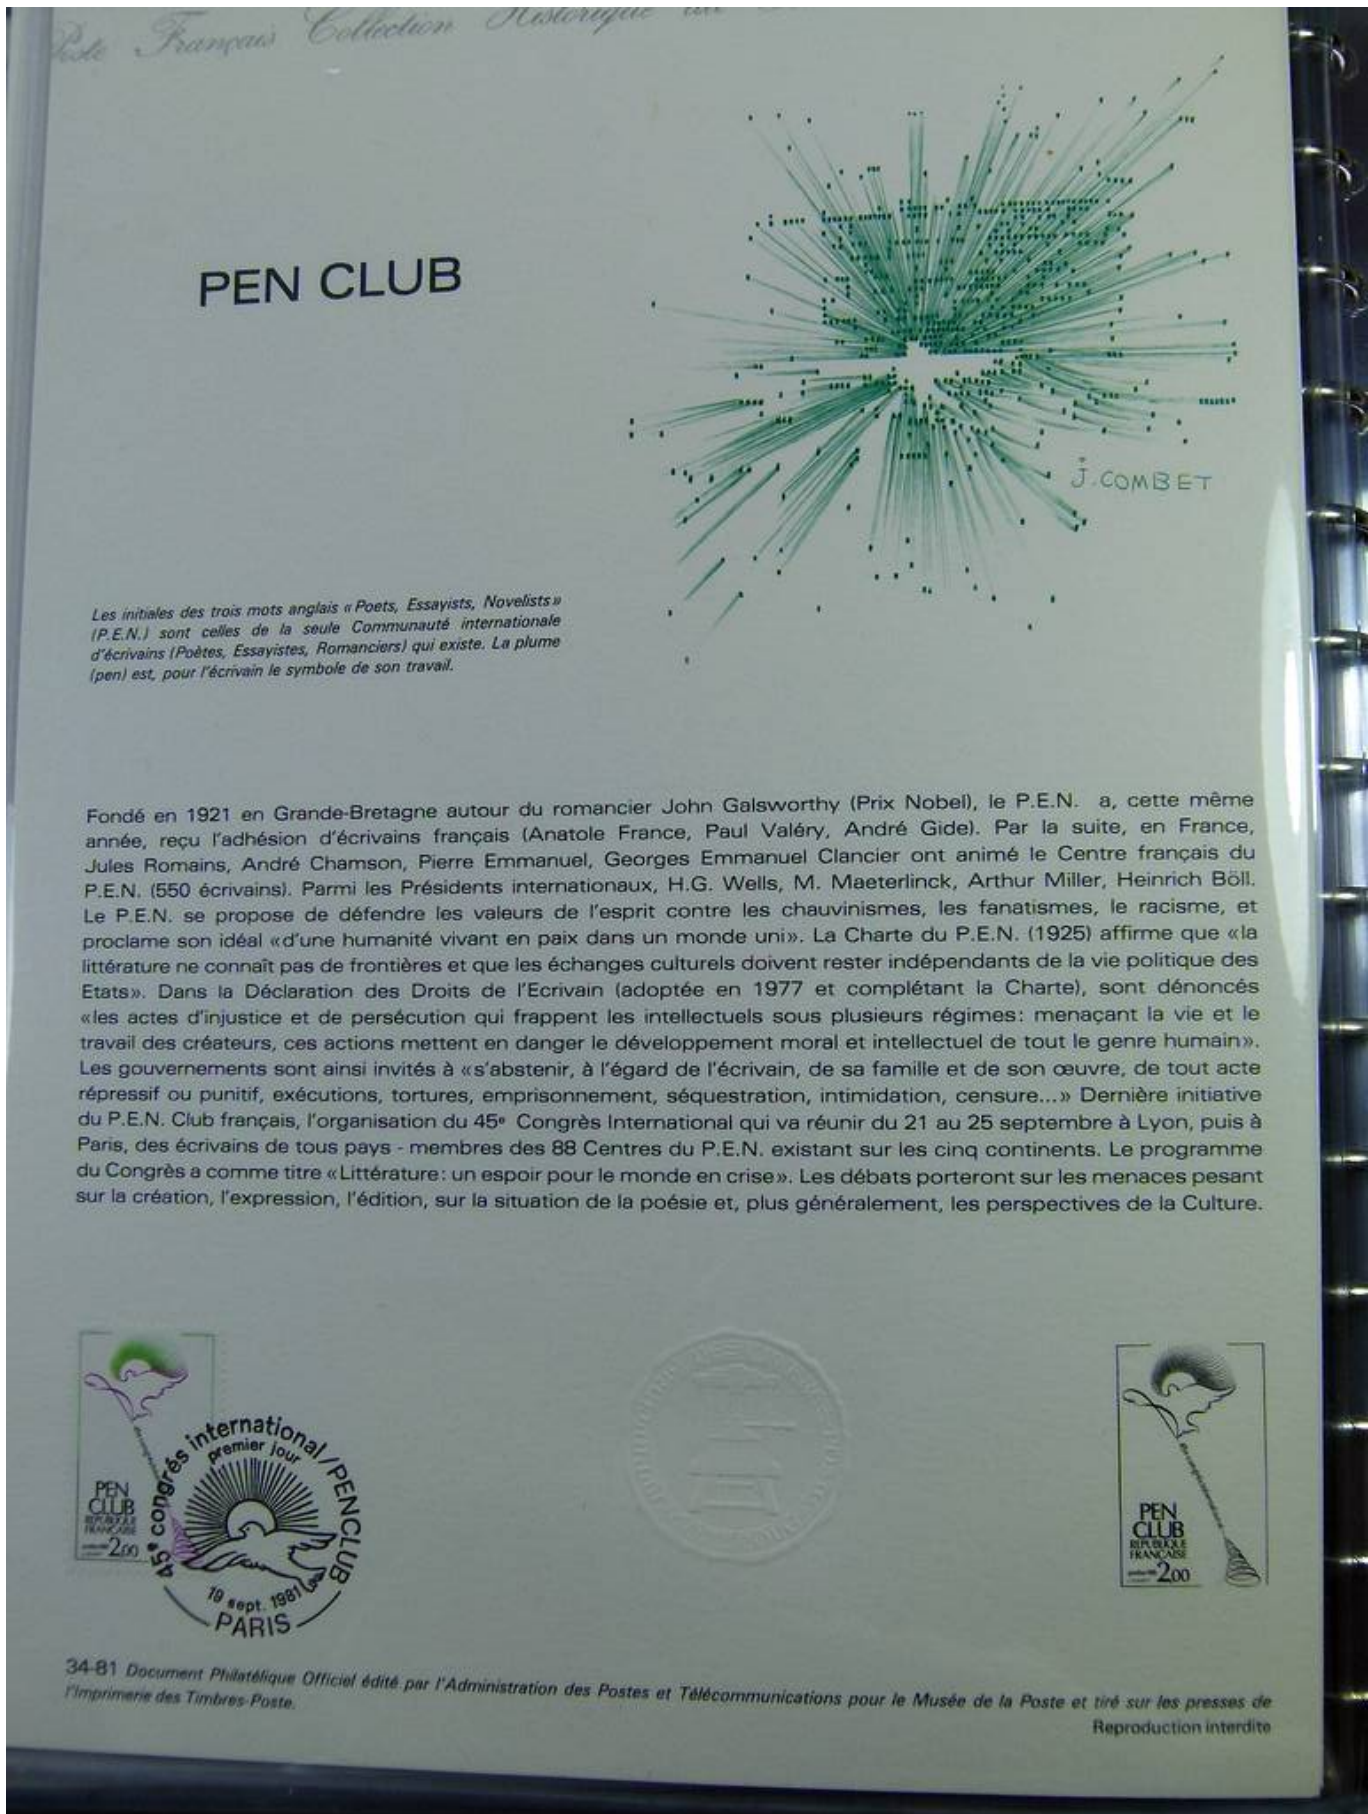 Poste Français Collection Historique du
PEN CLUB
J. COMBET
Les initiales des trois mots anglais « Poets, Essayists, Novelists »
(P.E.N.) sont celles de la seule Communauté internationale
d'écrivains (Poètes, Essayistes, Romanciers) qui existe. La plume
(pen) est, pour l'écrivain le symbole de son travail.
Fondé en 1921 en Grande-Bretagne autour du romancier John Galsworthy (Prix Nobel), le P.E.N. a, cette même
année, reçu l'adhésion d'écrivains français (Anatole France, Paul Valéry, André Gide). Par la suite, en France,
Jules Romains, André Chamson, Pierre Emmanuel, Georges Emmanuel Clancier ont animé le Centre français du
P.E.N. (550 écrivains). Parmi les Présidents internationaux, H.G. Wells, M. Maeterlinck, Arthur Miller, Heinrich Böll.
Le P.E.N. se propose de défendre les valeurs de l'esprit contre les chauvinismes, les fanatismes, le racisme, et
proclame son idéal «d'une humanité vivant en paix dans un monde uni». La Charte du P.E.N. (1925) affirme que «la
littérature ne connaît pas de frontières et que les échanges culturels doivent rester indépendants de la vie politique des
Etats». Dans la Déclaration des Droits de l'Ecrivain (adoptée en 1977 et complétant la Charte), sont dénoncés
«les actes d'injustice et de persécution qui frappent les intellectuels sous plusieurs régimes: menaçant la vie et le
travail des créateurs, ces actions mettent en danger le développement moral et intellectuel de tout le genre humain».
Les gouvernements sont ainsi invités à «s'abstenir, à l'égard de l'écrivain, de sa famille et de son œuvre, de tout acte
répressif ou punitif, exécutions, tortures, emprisonnement, séquestration, intimidation, censure...» Dernière initiative
du P.E.N. Club français, l'organisation du 45e Congrès International qui va réunir du 21 au 25 septembre à Lyon, puis à
Paris, des écrivains de tous pays - membres des 88 Centres du P.E.N. existant sur les cinq continents. Le programme
du Congrès a comme titre «Littérature: un espoir pour le monde en crise». Les débats porteront sur les menaces pesant
sur la création, l'expression, l'édition, sur la situation de la poésie et, plus généralement, les perspectives de la Culture.
PEN
CLUB
REPUBLIQUE
FRANÇAISE
2,00
45e congrés international/PENCLUB
premier jour
19 sept. 1981
PARIS
PEN
CLUB
REPUBLIQUE
FRANÇAISE
2,00
34-81 Document Philatélique Officiel édité par l'Administration des Postes et Télécommunications pour le Musée de la Poste et tiré sur les presses de
l'Imprimerie des Timbres-Poste.
Reproduction interdite